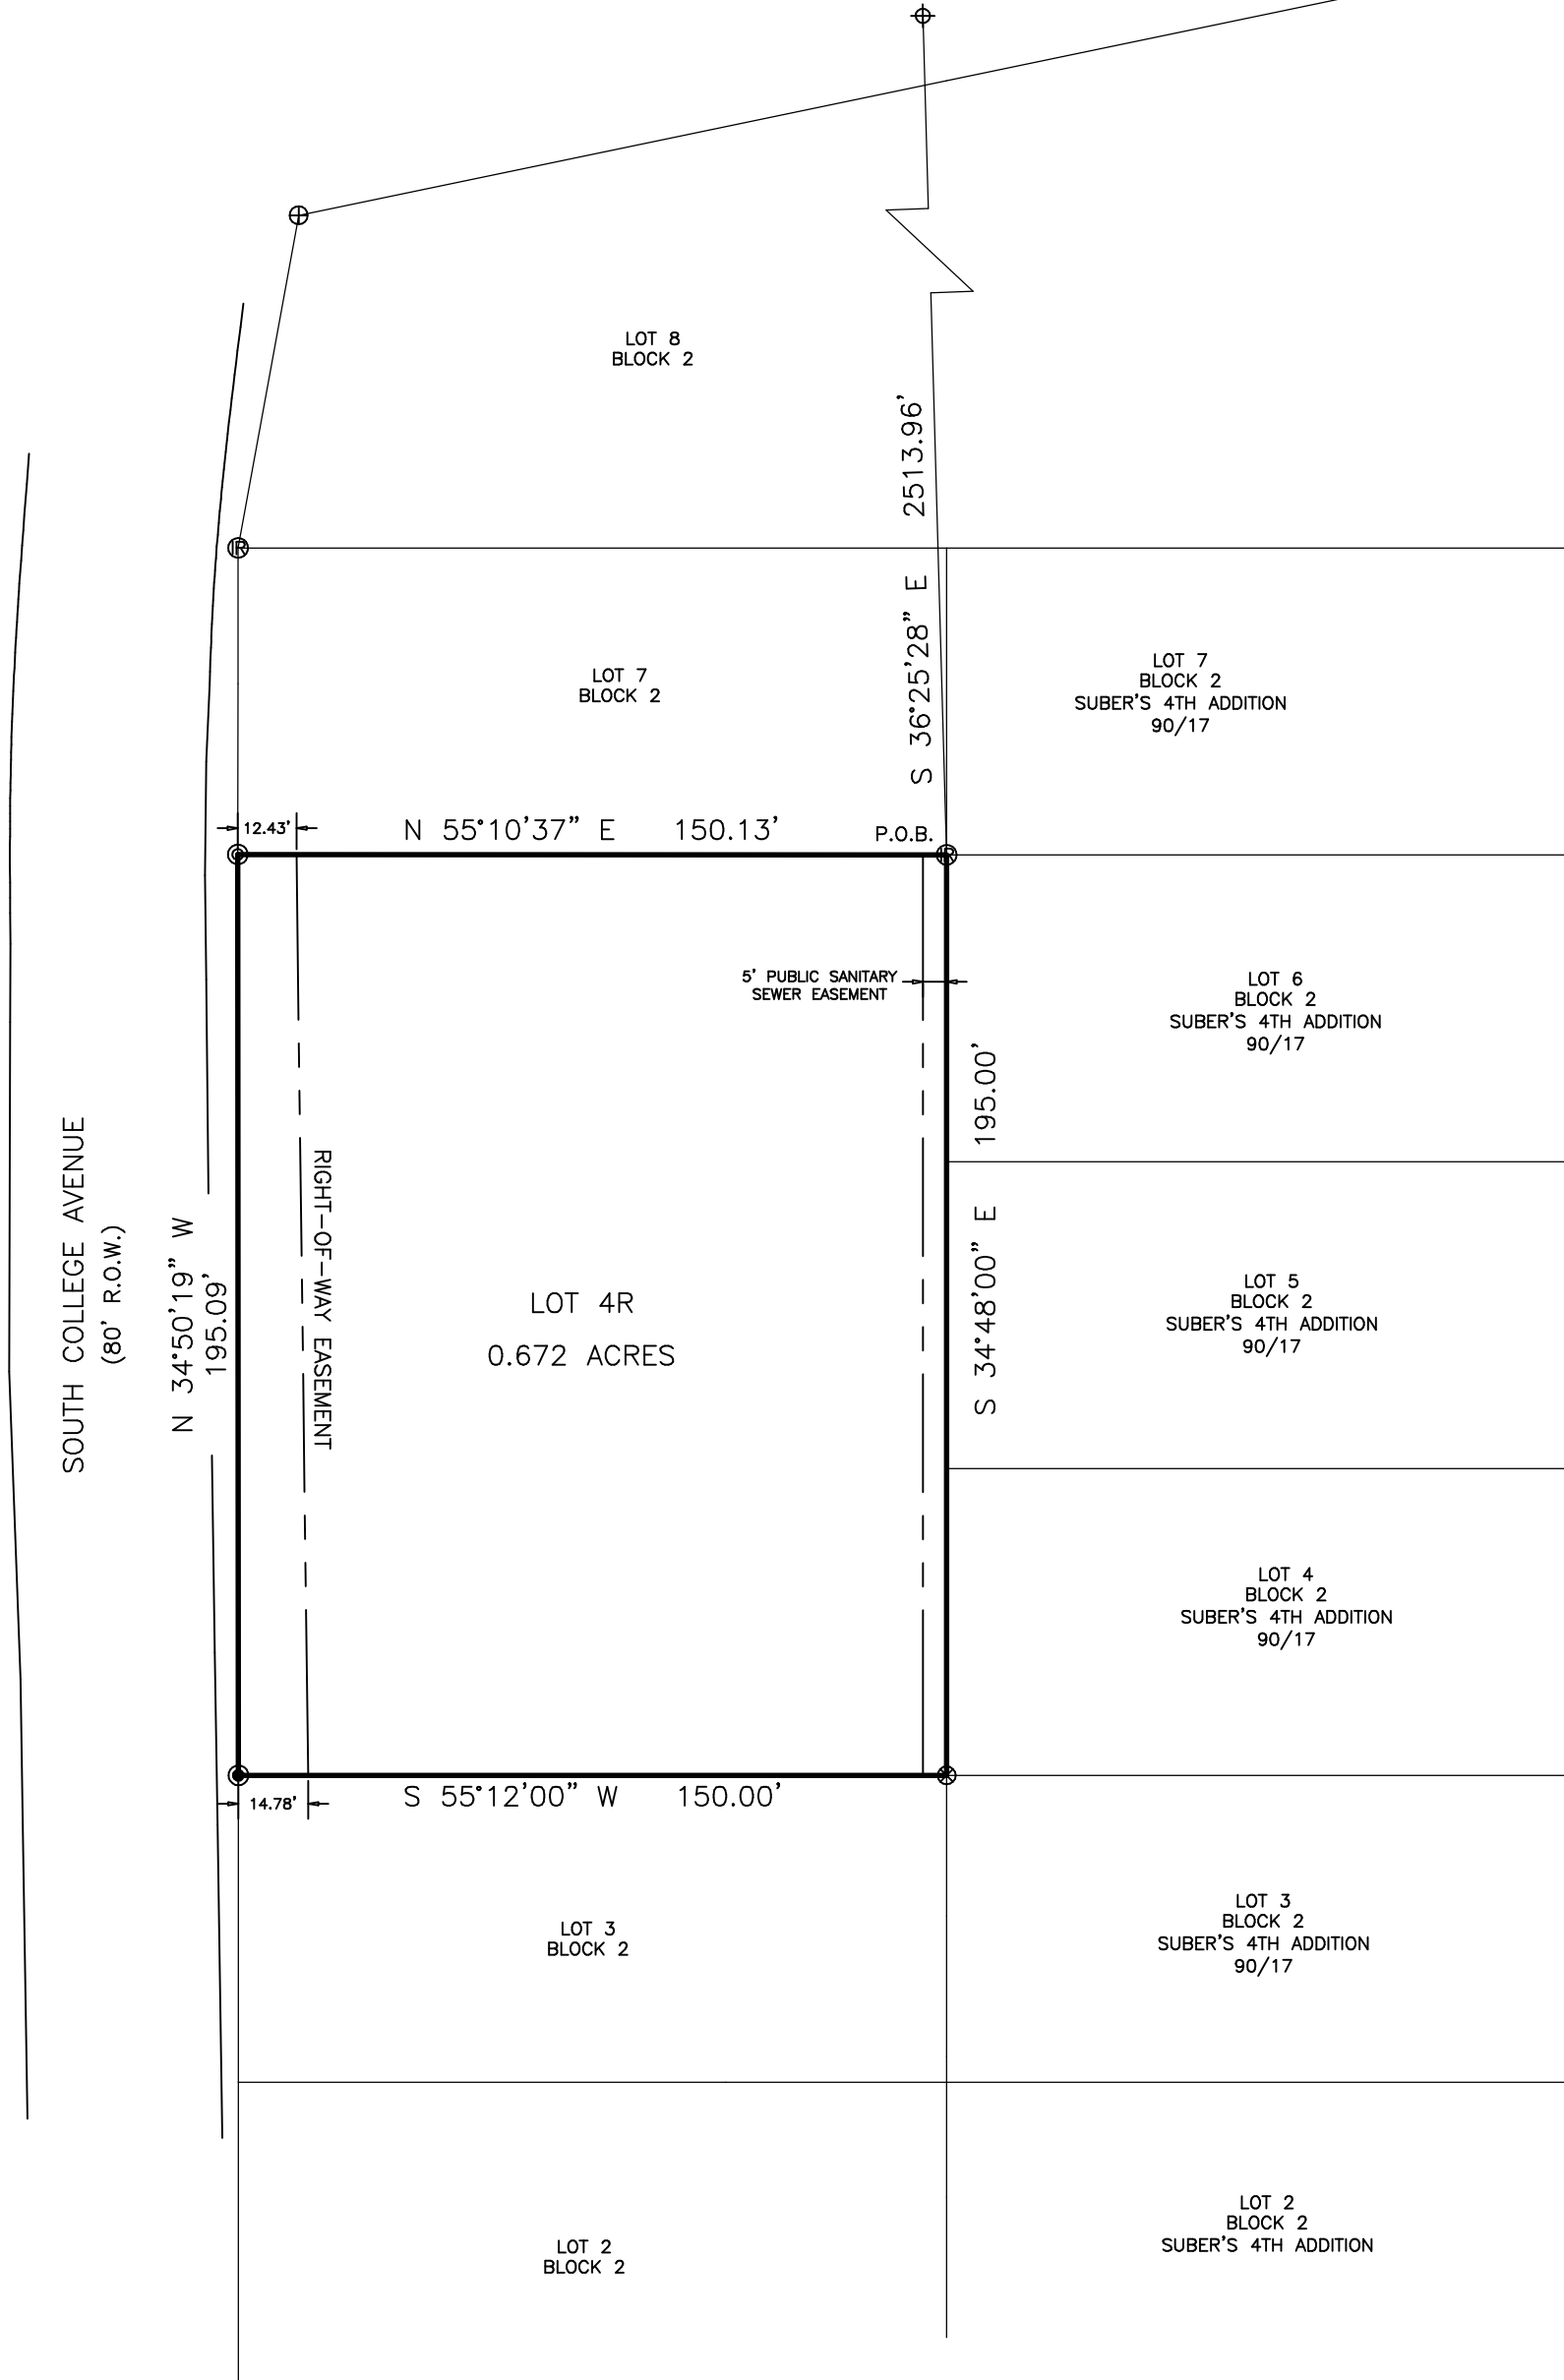 LOT 8
BLOCK 2
2513.96'
S 36°25'28" E
IR
LOT 7
BLOCK 2
LOT 7
BLOCK 2
SUBER'S 4TH ADDITION
90/17
12.43'
N 55°10'37" E 150.13'
P.O.B.
IR
5' PUBLIC SANITARY
SEWER EASEMENT
LOT 6
BLOCK 2
SUBER'S 4TH ADDITION
90/17
SOUTH COLLEGE AVENUE
(80' R.O.W.)
N 34°50'19" W
195.09'
RIGHT-OF-WAY EASEMENT
LOT 4R
0.672 ACRES
S 34°48'00" E 195.00'
LOT 5
BLOCK 2
SUBER'S 4TH ADDITION
90/17
LOT 4
BLOCK 2
SUBER'S 4TH ADDITION
90/17
14.78'
S 55°12'00" W 150.00'
LOT 3
BLOCK 2
LOT 3
BLOCK 2
SUBER'S 4TH ADDITION
90/17
LOT 2
BLOCK 2
LOT 2
BLOCK 2
SUBER'S 4TH ADDITION